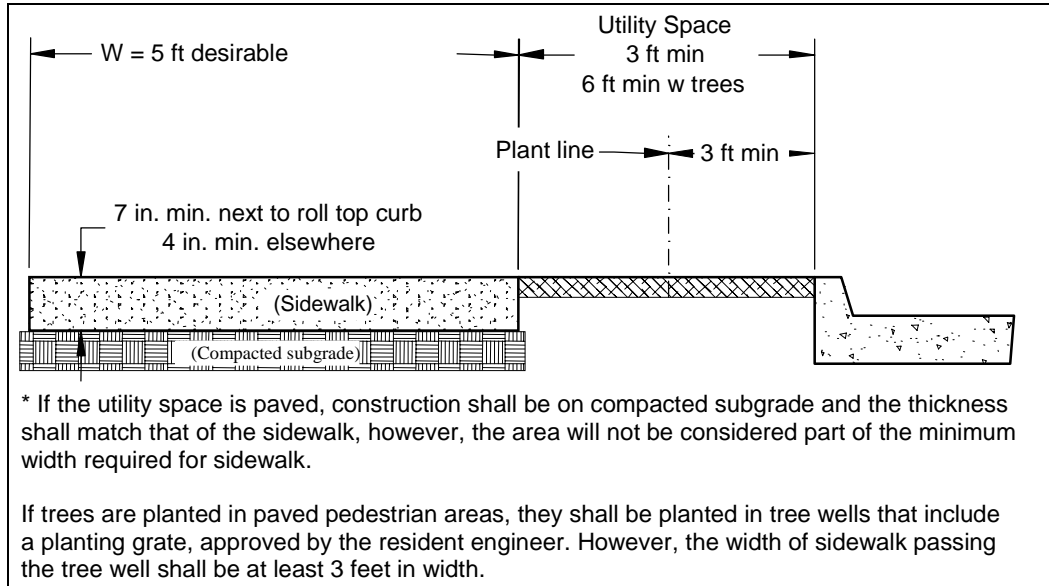 W = 5 ft desirable
Utility Space
3 ft min
6 ft min w trees
Plant line
3 ft min
7 in. min. next to roll top curb
4 in. min. elsewhere
(Sidewalk)
(Compacted subgrade)
* If the utility space is paved, construction shall be on compacted subgrade and the thickness
shall match that of the sidewalk, however, the area will not be considered part of the minimum
width required for sidewalk.
If trees are planted in paved pedestrian areas, they shall be planted in tree wells that include
a planting grate, approved by the resident engineer. However, the width of sidewalk passing
the tree well shall be at least 3 feet in width.